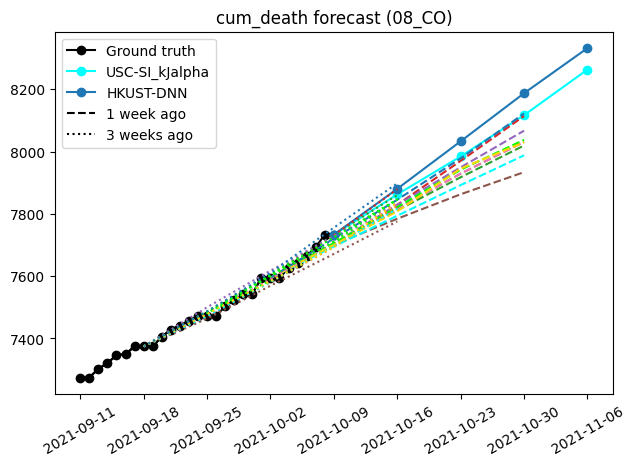 cum_death forecast (08_CO)
Ground truth
USC-SI_kJalpha
HKUST-DNN
1 week ago
3 weeks ago
8200
8000
7800
7600
7400
2021-09-11
2021-09-18
2021-09-25
2021-10-02
2021-10-09
2021-10-16
2021-10-23
2021-10-30
2021-11-06